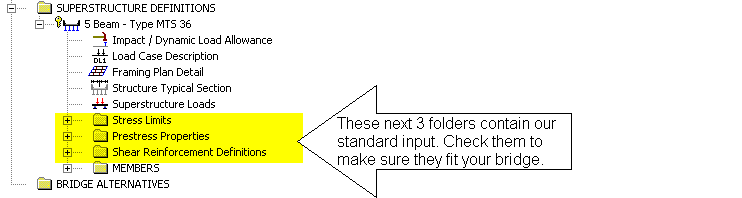 SUPERSTRUCTURE DEFINITIONS
5 Beam - Type MTS 36
Impact / Dynamic Load Allowance
DL1
Load Case Description
Framing Plan Detail
Structure Typical Section
Superstructure Loads
Stress Limits
Prestress Properties
Shear Reinforcement Definitions
MEMBERS
BRIDGE ALTERNATIVES
These next 3 folders contain our
standard input. Check them to
make sure they fit your bridge.